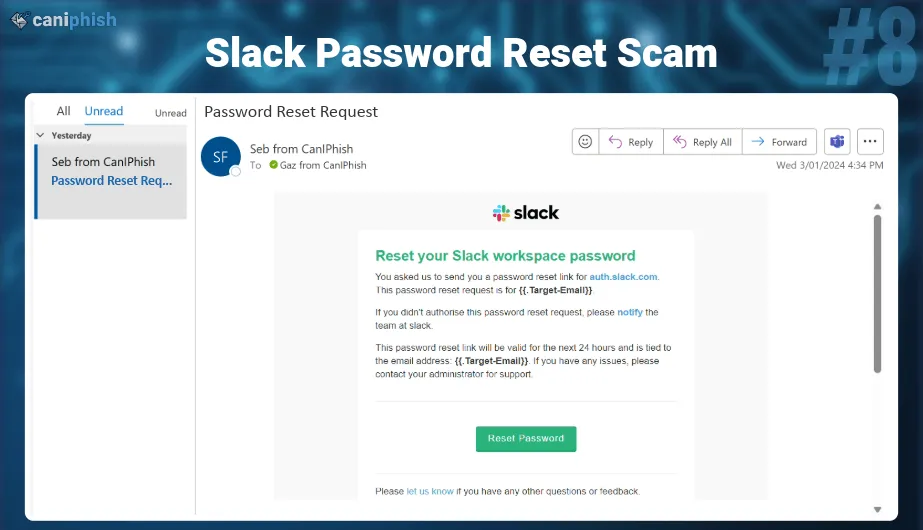 caniphish
#8
Slack Password Reset Scam
All Unread Unread
Yesterday
Seb from CanIPhish
Password Reset Req...
Password Reset Request
SF
Seb from CanIPhish
To Gaz from CanIPhish
Reply Reply All Forward
Wed 3/01/2024 4:34 PM
slack
Reset your Slack workspace password
You asked us to send you a password reset link for auth.slack.com.
This password reset request is for {{.Target-Email}}.
If you didn't authorise this password reset request, please notify the
team at slack.
This password reset link will be valid for the next 24 hours and is tied to
the email address: {{.Target-Email}}. If you have any issues, please
contact your administrator for support.
Reset Password
Please let us know if you have any other questions or feedback.